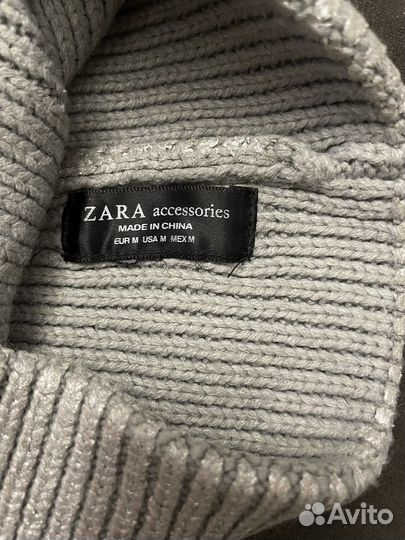 ZARA accessories
MADE IN CHINA
EUR M USA M MEX M
Avito